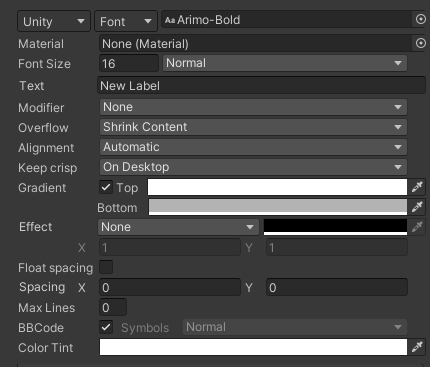 Unity Font Aa Arimo-Bold
Material None (Material)
Font Size 16 Normal
Text New Label
Modifier None
Overflow Shrink Content
Alignment Automatic
Keep crisp On Desktop
Gradient Top
Bottom
Effect None
X 1 Y 1
Float spacing
Spacing X 0 Y 0
Max Lines 0
BBCode Symbols Normal
Color Tint